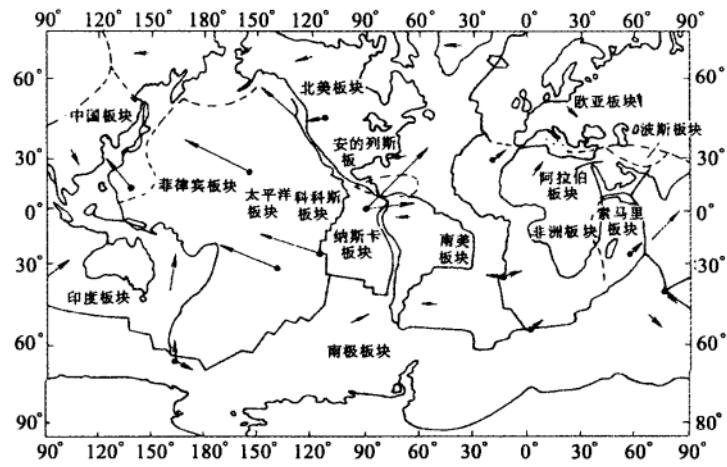 90° 120° 150° 180° 150° 120° 90° 60° 30° 0° 30° 60° 90°
60° 北美板块 60°
中国板块 欧亚板块
安的列斯板 波斯板块
30° 30°
菲律宾板块 太平洋板块 科科斯板块 阿拉伯板块
0° 0°
纳斯卡板块 南美板块 非洲板块 索马里板块
30° 30°
印度板块
60° 南极板块 60°
90° 80°
90° 120° 150° 180° 150° 120° 90° 60° 30° 0° 30° 60° 90°